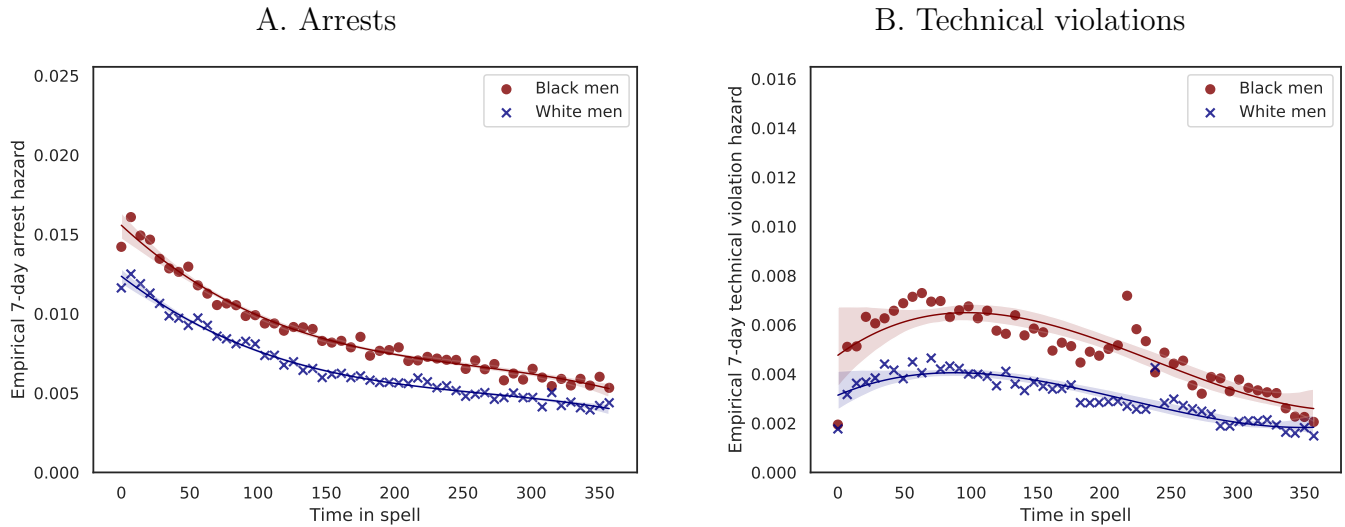 A. Arrests
Empirical 7-day arrest hazard
0.025
0.020
0.015
0.010
0.005
0.000
Black men
White men
0 50 100 150 200 250 300 350
Time in spell
B. Technical violations
Empirical 7-day technical violation hazard
0.016
0.014
0.012
0.010
0.008
0.006
0.004
0.002
0.000
Black men
White men
0 50 100 150 200 250 300 350
Time in spell